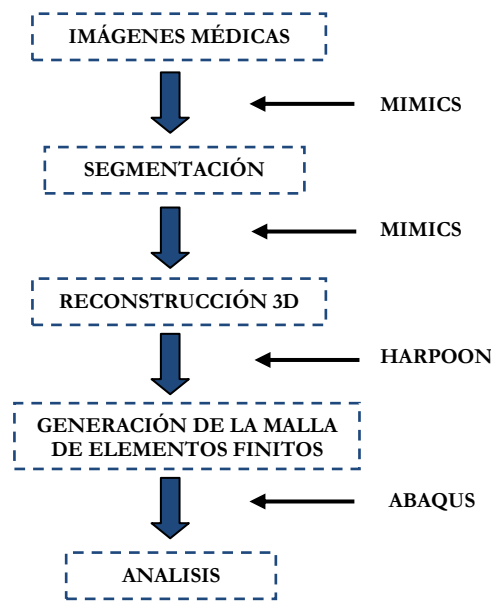 IMÁGENES MÉDICAS
MIMICS
SEGMENTACIÓN
MIMICS
RECONSTRUCCIÓN 3D
HARPOON
GENERACIÓN DE LA MALLA
DE ELEMENTOS FINITOS
ABAQUS
ANALISIS